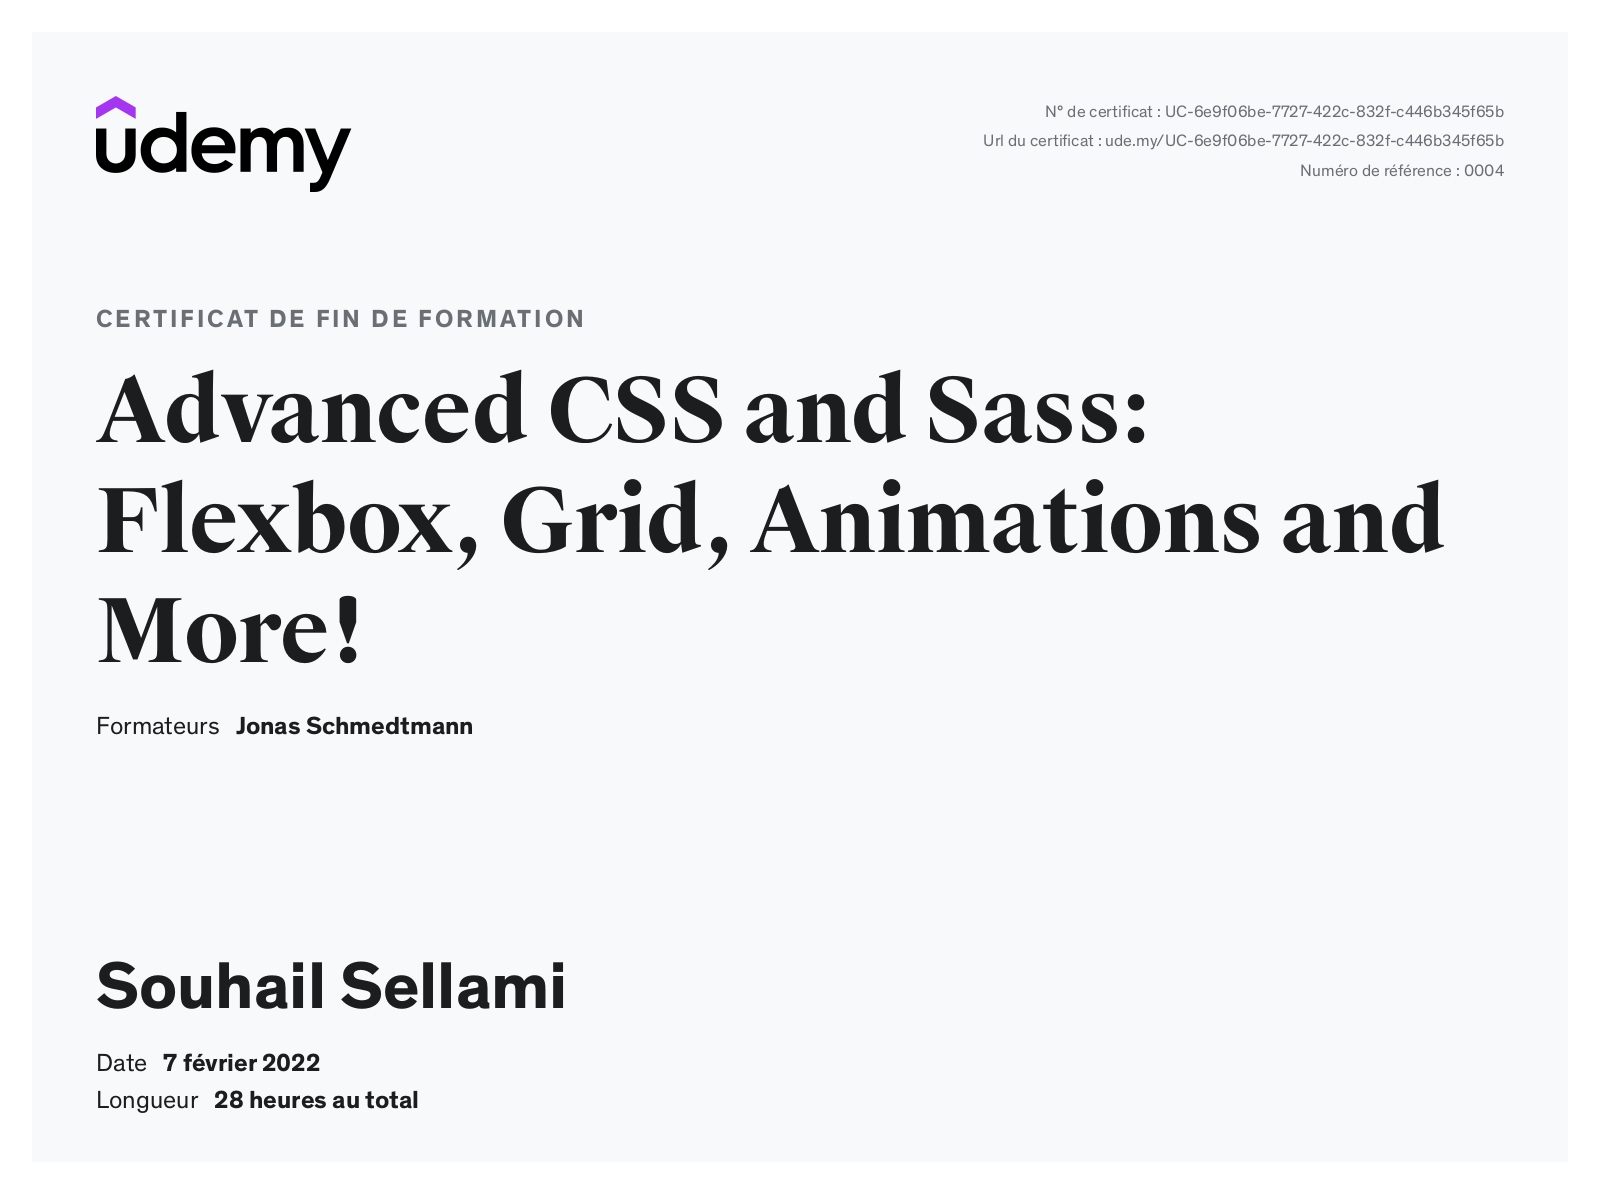 udemy
N° de certificat : UC-6e9f06be-7727-422c-832f-c446b345f65b
Url du certificat : ude.my/UC-6e9f06be-7727-422c-832f-c446b345f65b
Numéro de référence : 0004
CERTIFICAT DE FIN DE FORMATION
Advanced CSS and Sass:
Flexbox, Grid, Animations and
More!
Formateurs Jonas Schmedtmann
Souhail Sellami
Date 7 février 2022
Longueur 28 heures au total